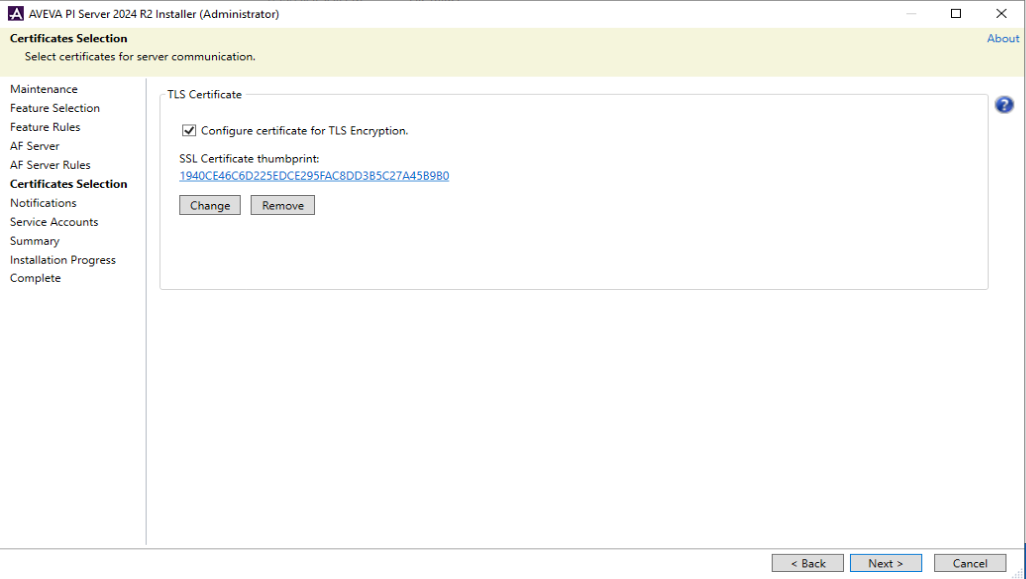 AVEVA PI Server 2024 R2 Installer (Administrator)
Certificates Selection
About
Select certificates for server communication.
Maintenance
Feature Selection
Feature Rules
AF Server
AF Server Rules
Certificates Selection
Notifications
Service Accounts
Summary
Installation Progress
Complete
TLS Certificate
Configure certificate for TLS Encryption.
SSL Certificate thumbprint:
1940CE46C6D225EDCE295FAC8DD3B5C27A45B9B0
Change Remove
< Back Next > Cancel